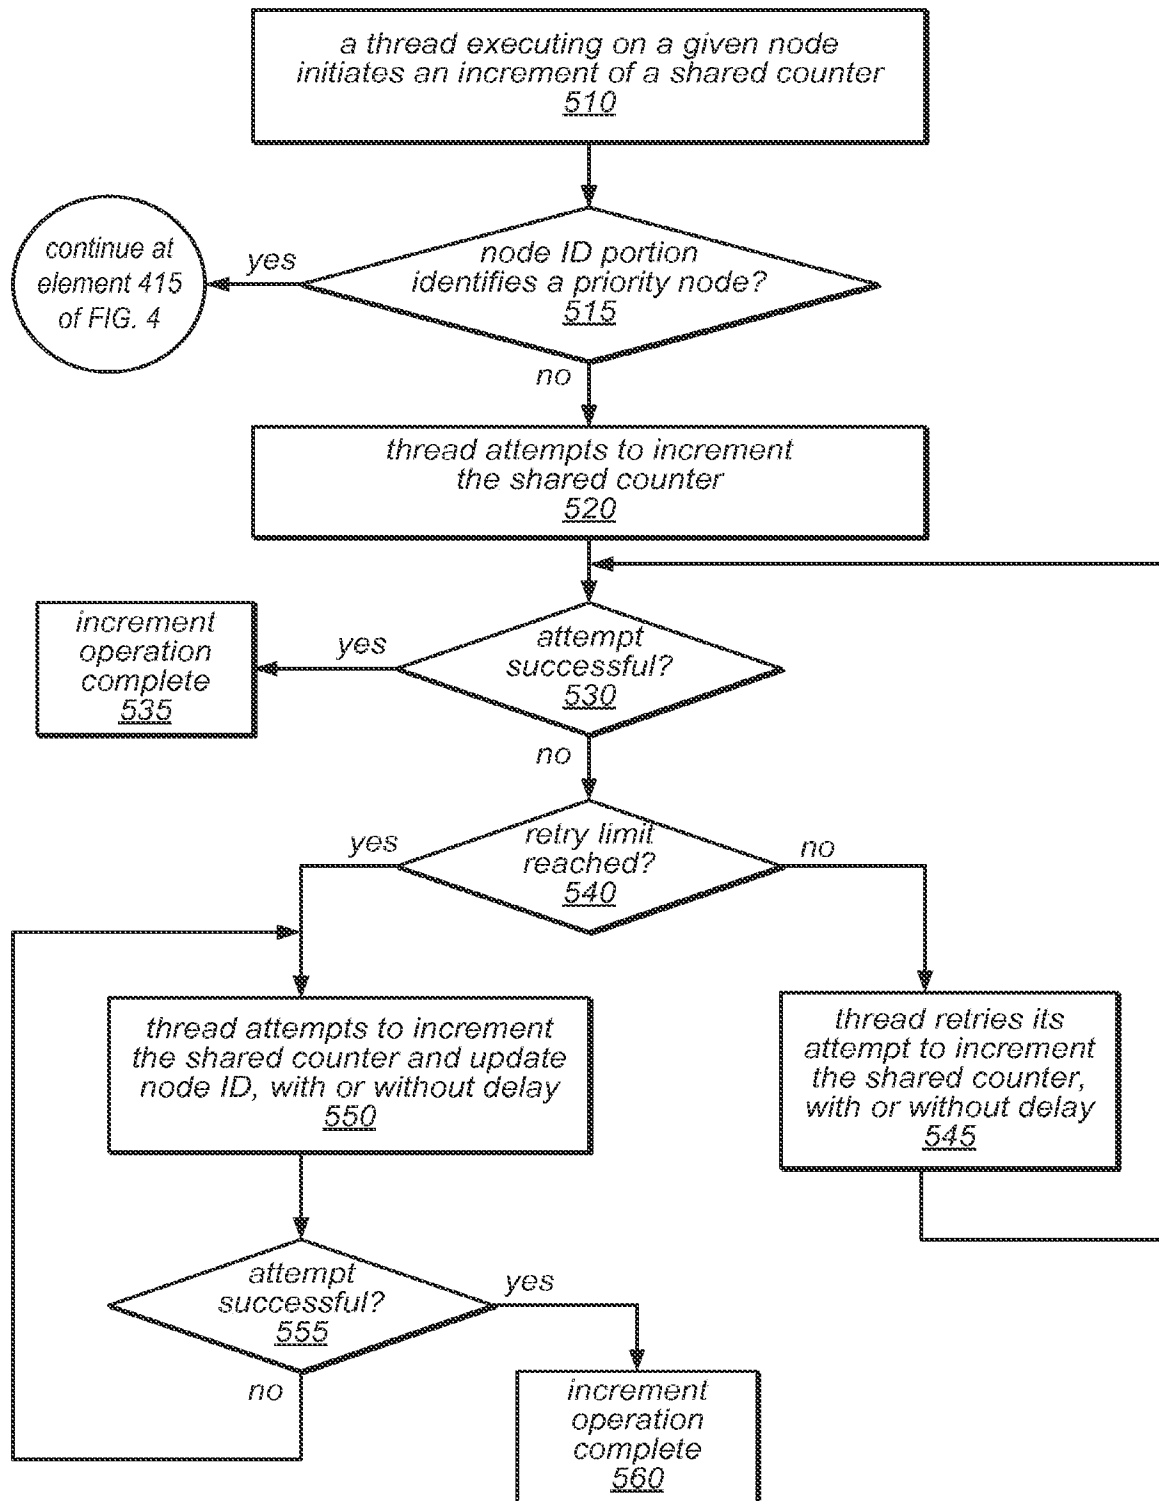 a thread executing on a given node
initiates an increment of a shared counter
510
continue at
element 415
of FIG. 4
yes
node ID portion
identifies a priority node?
515
no
thread attempts to increment
the shared counter
520
increment
operation
complete
535
yes
attempt
successful?
530
no
yes
retry limit
reached?
540
no
thread attempts to increment
the shared counter and update
node ID, with or without delay
550
thread retries its
attempt to increment
the shared counter,
with or without delay
545
attempt
successful?
555
yes
no
increment
operation
complete
560